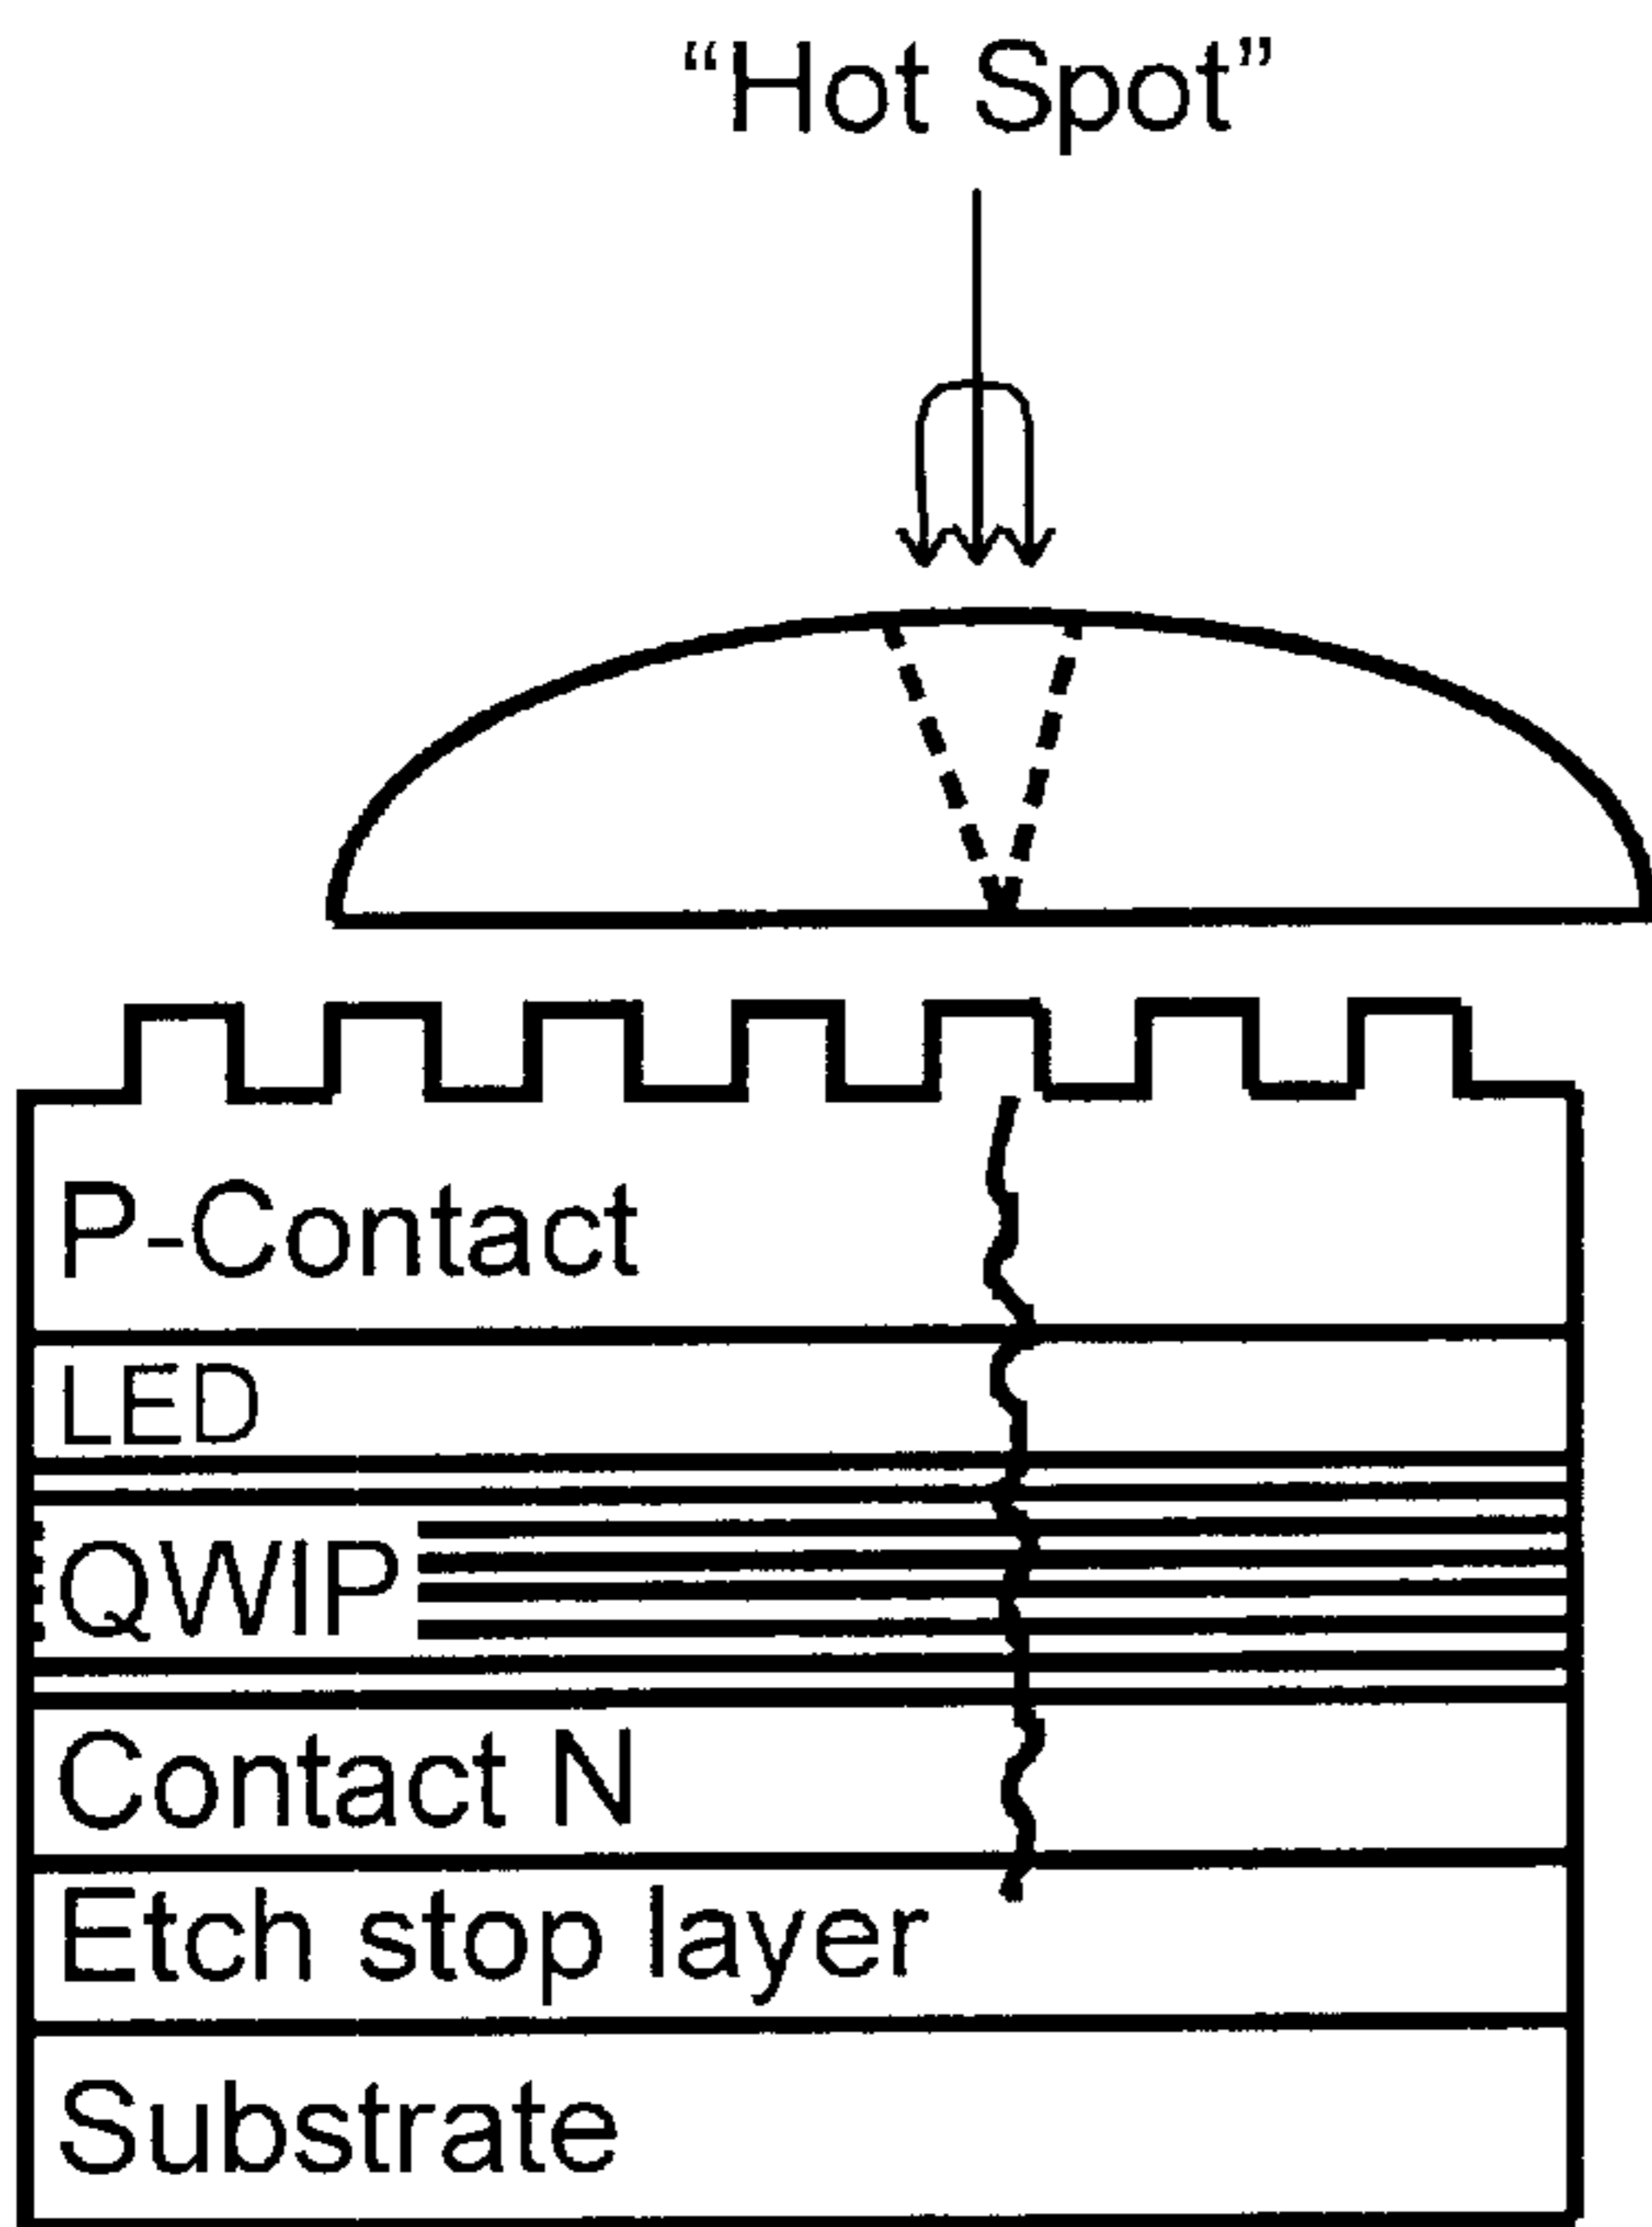 “Hot Spot”
P-Contact
LED
QWIP
Contact N
Etch stop layer
Substrate